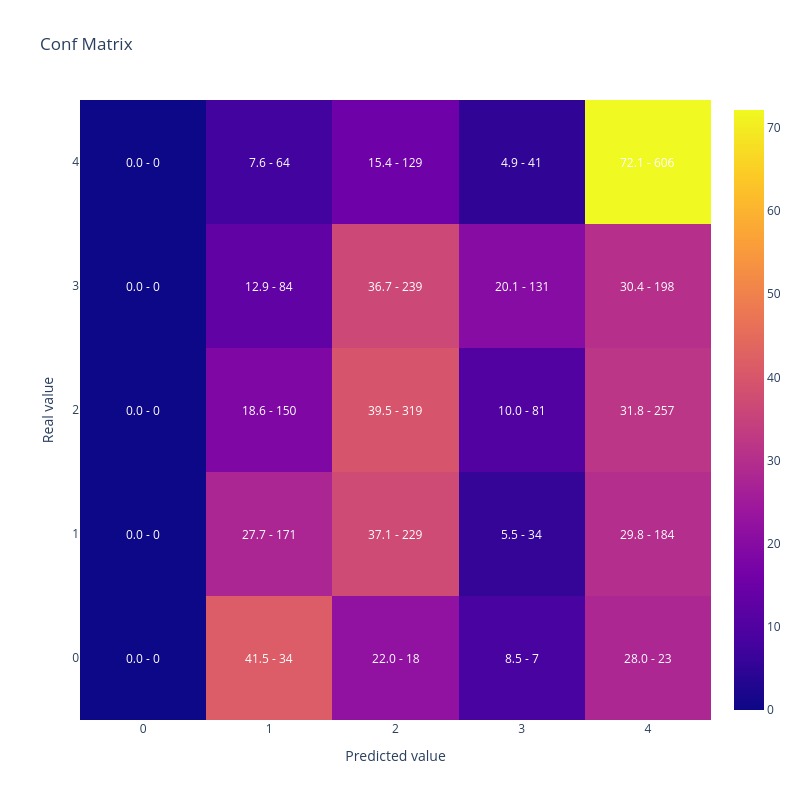 Conf Matrix
4 0.0 - 0 7.6 - 64 15.4 - 129 4.9 - 41 72.1 - 606
3 0.0 - 0 12.9 - 84 36.7 - 239 20.1 - 131 30.4 - 198
2 0.0 - 0 18.6 - 150 39.5 - 319 10.0 - 81 31.8 - 257
1 0.0 - 0 27.7 - 171 37.1 - 229 5.5 - 34 29.8 - 184
0 0.0 - 0 41.5 - 34 22.0 - 18 8.5 - 7 28.0 - 23
0 1 2 3 4
Predicted value
Real value
70
60
50
40
30
20
10
0